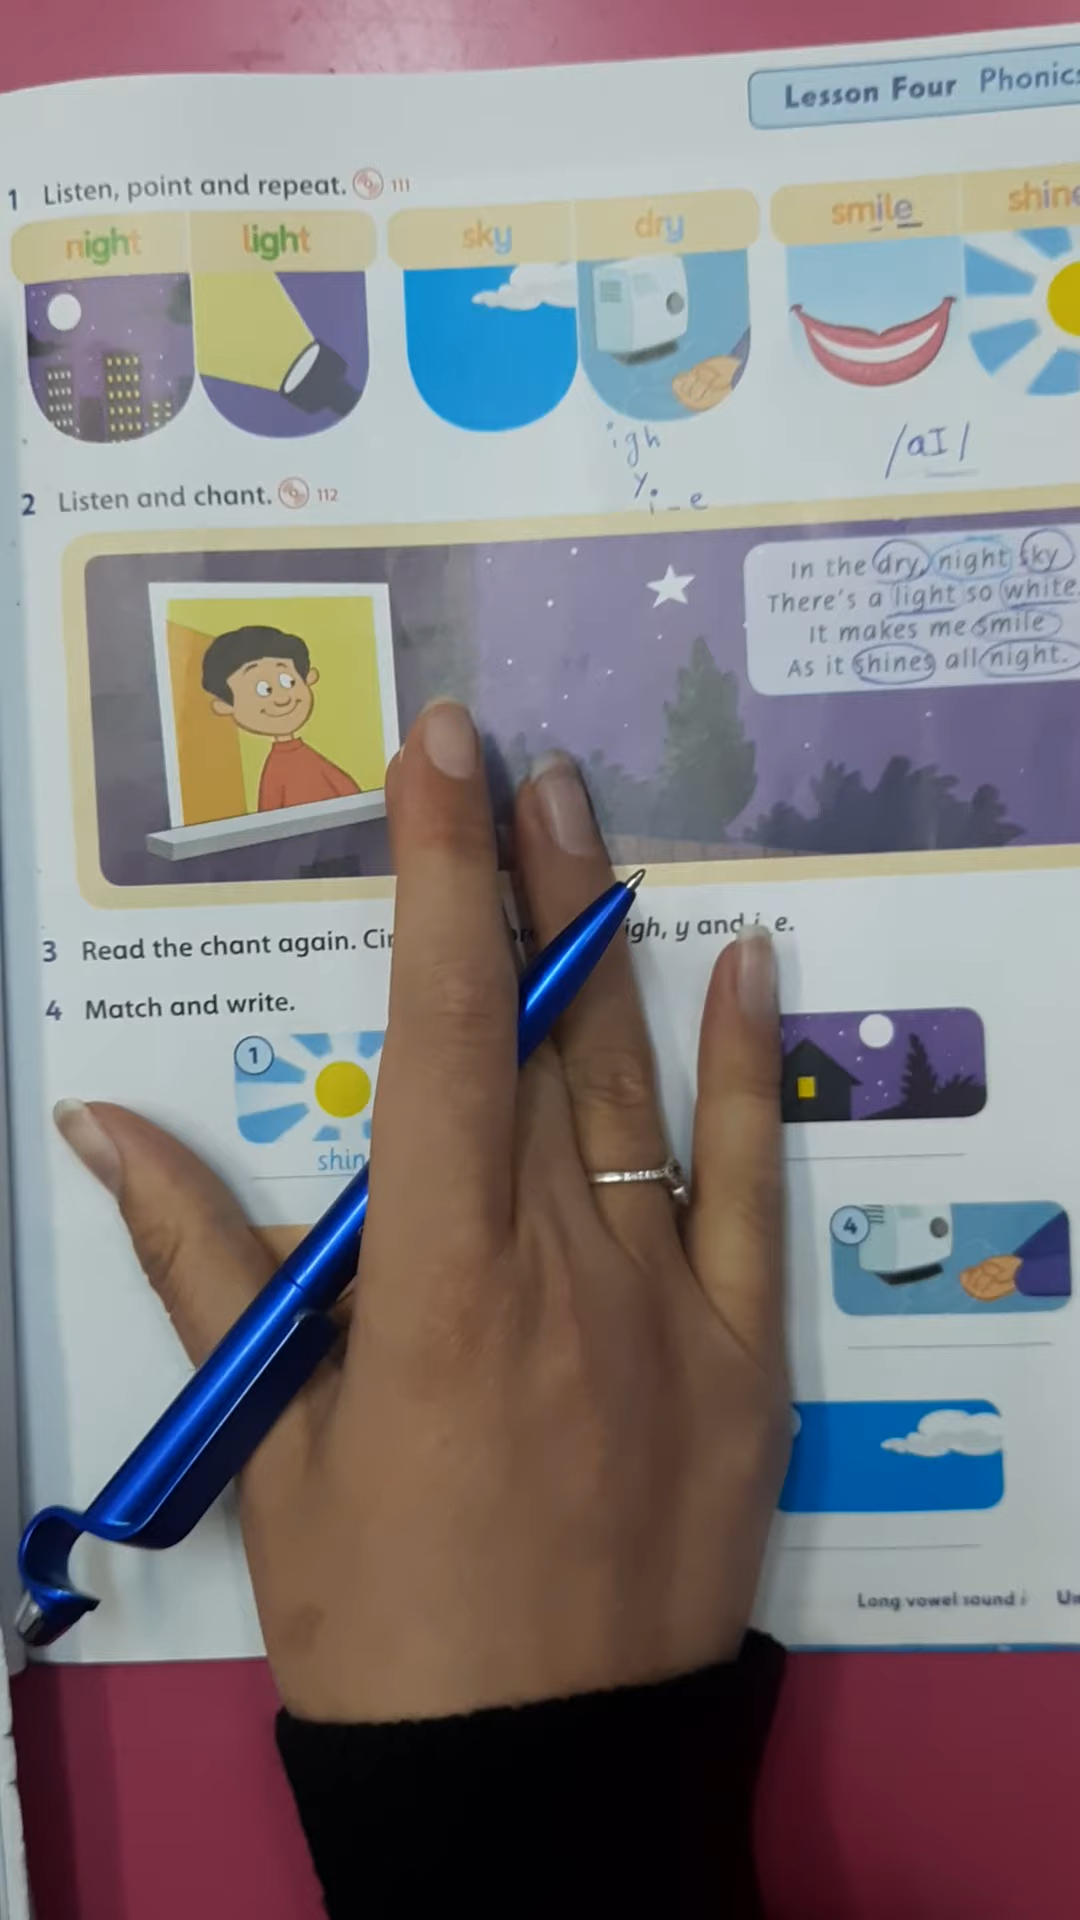 Lesson Four Phonics
1 Listen, point and repeat. 111
night light sky dry smile shine
igh
y
i_e
/aI/
2 Listen and chant. 112
In the dry, night sky
There's a light so white.
It makes me smile
As it shines all night.
3 Read the chant again. igh, y and i_e.
4 Match and write.
1
shin
4
Long vowel sound i